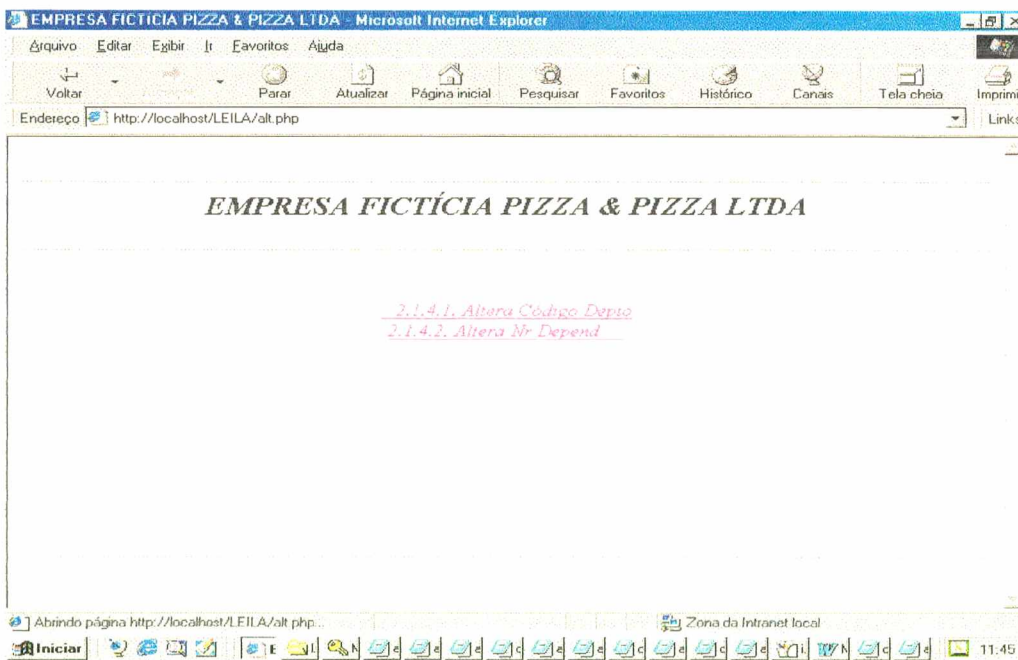 EMPRESA FICTICIA PIZZA & PIZZA LTDA - Microsoft Internet Explorer
Arquivo Editar Exibir Ir Favoritos Ajuda
Voltar Parar Atualizar Página inicial Pesquisar Favoritos Histórico Canais Tela cheia Imprimi
Endereço http://localhost/LEILA/alt.php Links
EMPRESA FICTÍCIA PIZZA & PIZZA LTDA
2.1.4.1. Altera Código Depto
2.1.4.2. Altera Nr Depend
Abrindo página http://localhost/LEILA/alt.php... Zona da Intranet local
Iniciar 11:45